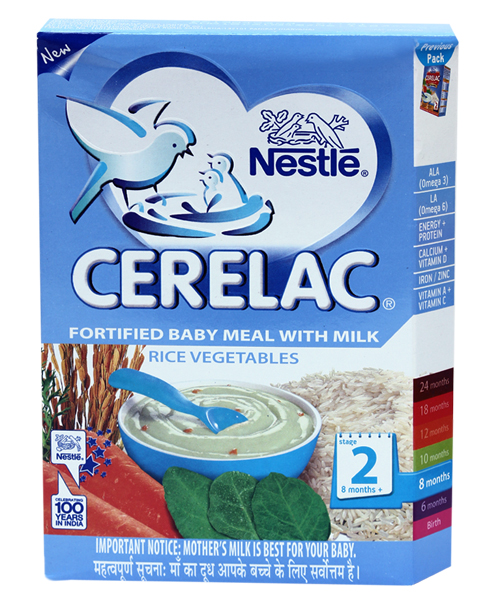 New
Previous
Pack
CERELAC
Nestlé®
CERELAC®
FORTIFIED BABY MEAL WITH MILK
RICE VEGETABLES
ALA
(Omega 3)
LA
(Omega 6)
ENERGY +
PROTEIN
CALCIUM +
VITAMIN D
IRON / ZINC
VITAMIN A +
VITAMIN C
24 months
18 months
12 months
10 months
8 months
6 months
Birth
stage
2
8 months +
Nestlé
CELEBRATING
100
YEARS
IN INDIA
IMPORTANT NOTICE: MOTHER'S MILK IS BEST FOR YOUR BABY.
महत्वपूर्ण सूचना: माँ का दूध आपके बच्चे के लिए सर्वोत्तम है।